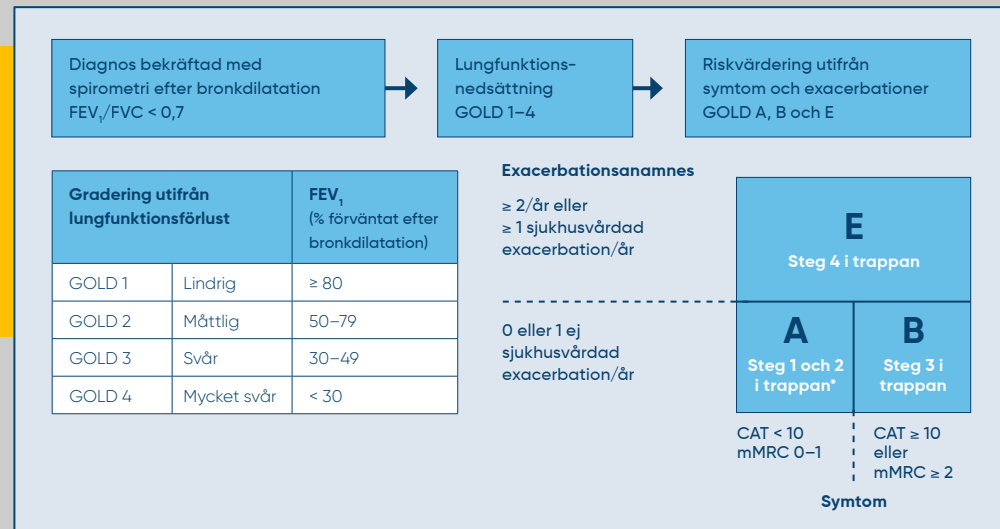 Diagnos bekräftad med
spirometri efter bronkdilatation
FEV₁/FVC < 0,7
Lungfunktions-
nedsättning
GOLD 1–4
Riskvärdering utifrån
symtom och exacerbationer
GOLD A, B och E
Gradering utifrån
lungfunktionsförlust
FEV₁
(% förväntat efter
bronkdilatation)
GOLD 1 Lindrig ≥ 80
GOLD 2 Måttlig 50–79
GOLD 3 Svår 30–49
GOLD 4 Mycket svår < 30
Exacerbationsanamnes
≥ 2/år eller
≥ 1 sjukhusvårdad
exacerbation/år
0 eller 1 ej
sjukhusvårdad
exacerbation/år
E
Steg 4 i trappan
A
Steg 1 och 2
i trappan*
B
Steg 3 i
trappan
CAT < 10
mMRC 0–1
CAT ≥ 10
eller
mMRC ≥ 2
Symtom